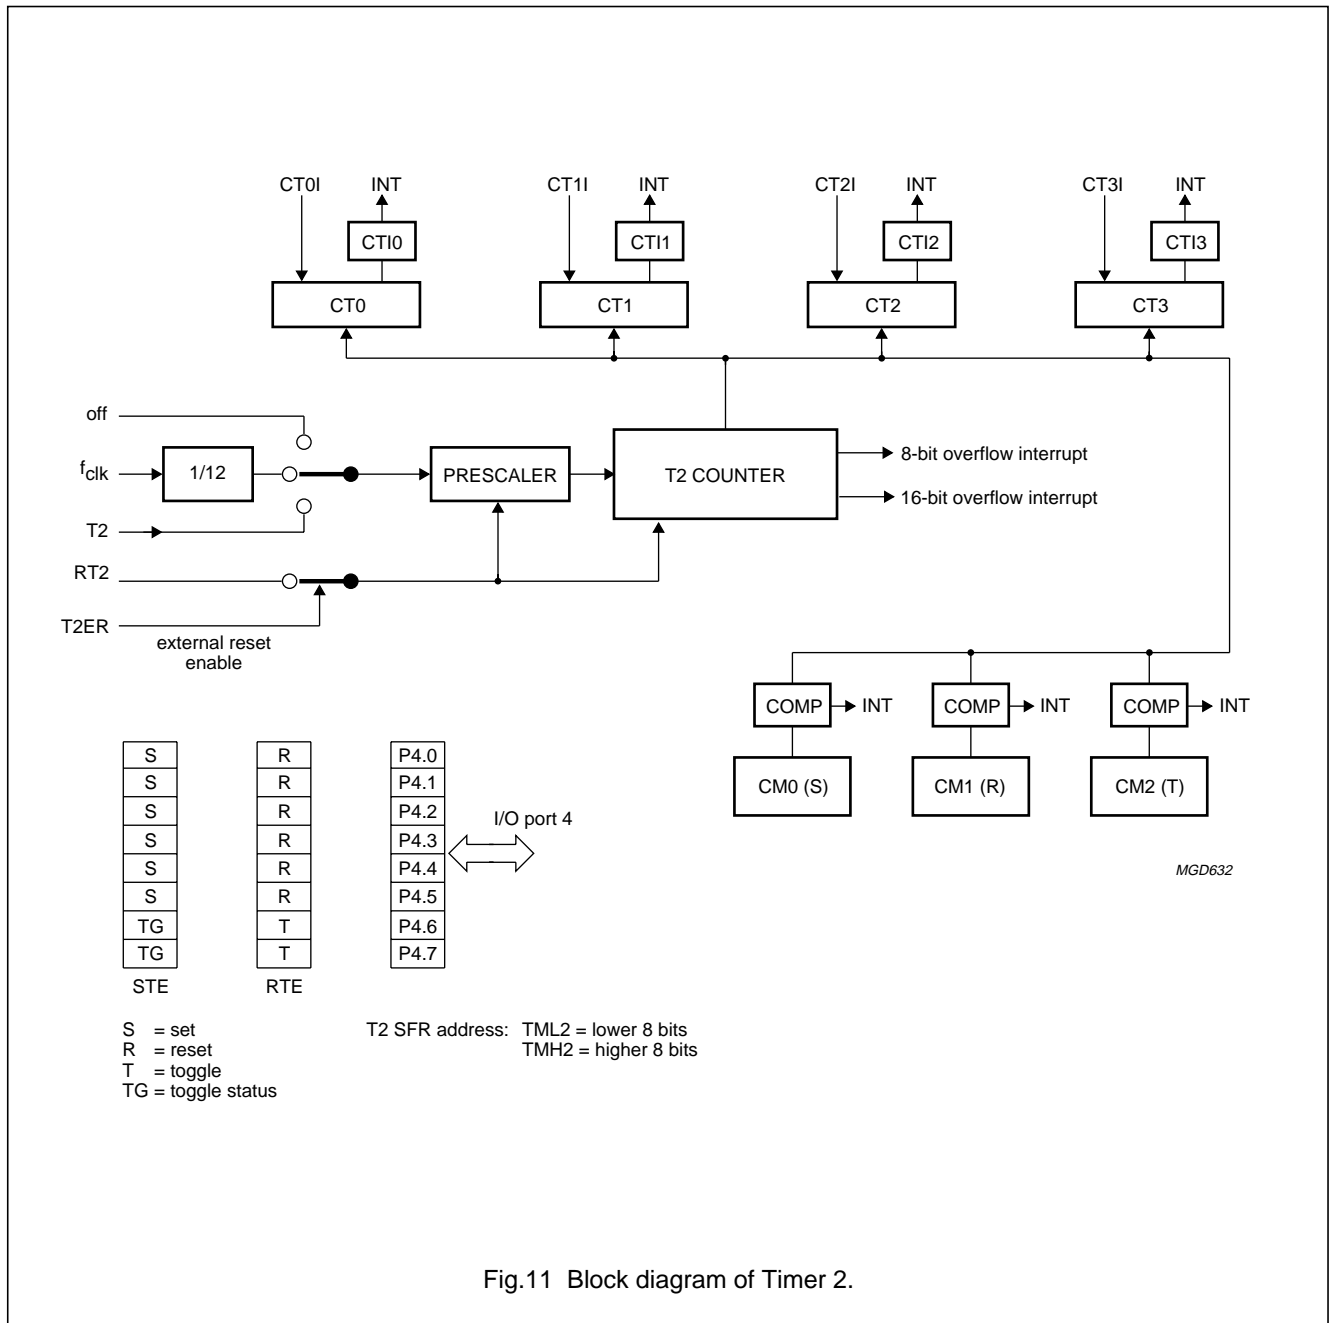 CT0I INT CT1I INT CT2I INT CT3I INT
CTI0 CTI1 CTI2 CTI3
CT0 CT1 CT2 CT3
off
fclk 1/12 PRESCALER T2 COUNTER 8-bit overflow interrupt
16-bit overflow interrupt
T2
RT2
T2ER
external reset
enable
COMP INT COMP INT COMP INT
CM0 (S) CM1 (R) CM2 (T)
S R P4.0
S R P4.1
S R P4.2
I/O port 4
S R P4.3
S R P4.4
S R P4.5
TG T P4.6
TG T P4.7
STE RTE
MGD632
S = set
R = reset
T = toggle
TG = toggle status
T2 SFR address: TML2 = lower 8 bits
TMH2 = higher 8 bits
Fig.11 Block diagram of Timer 2.